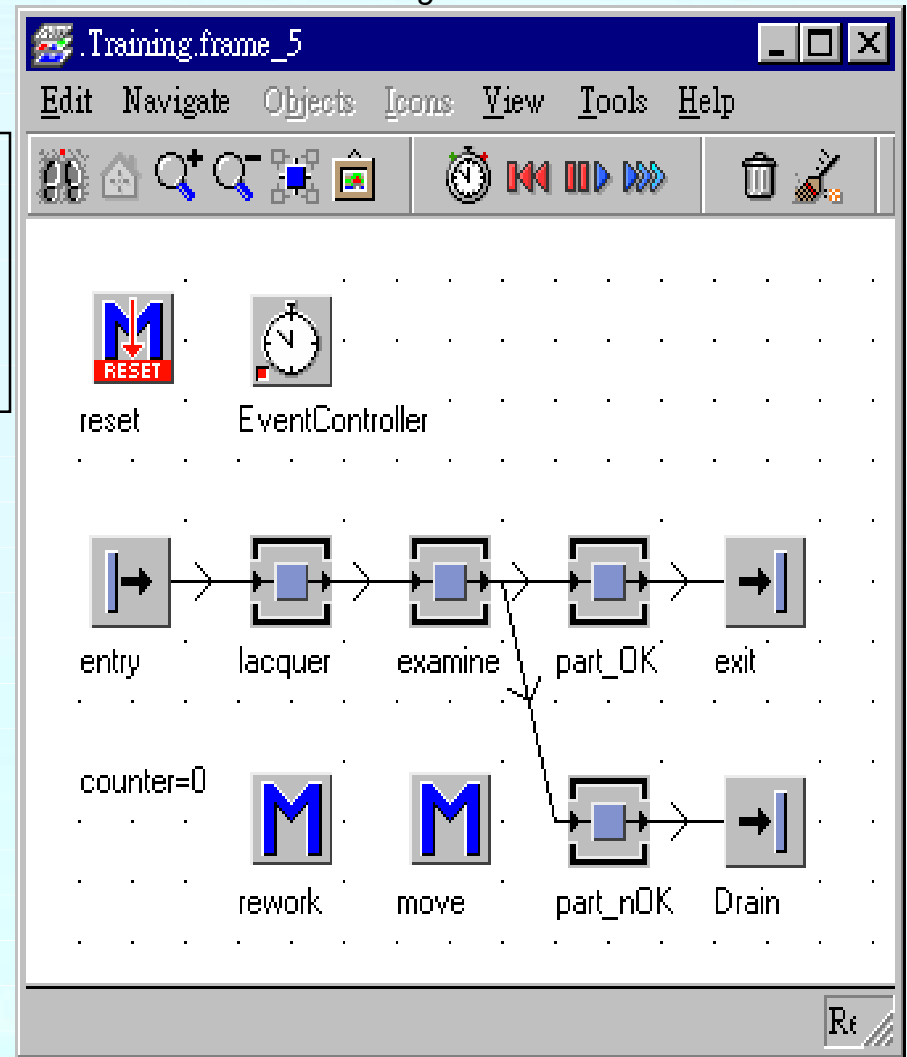 .Training.frame_5
Edit Navigate Objects Icons View Tools Help
RESET
reset EventController
entry lacquer examine part_OK exit
counter=0
rework move part_nOK Drain